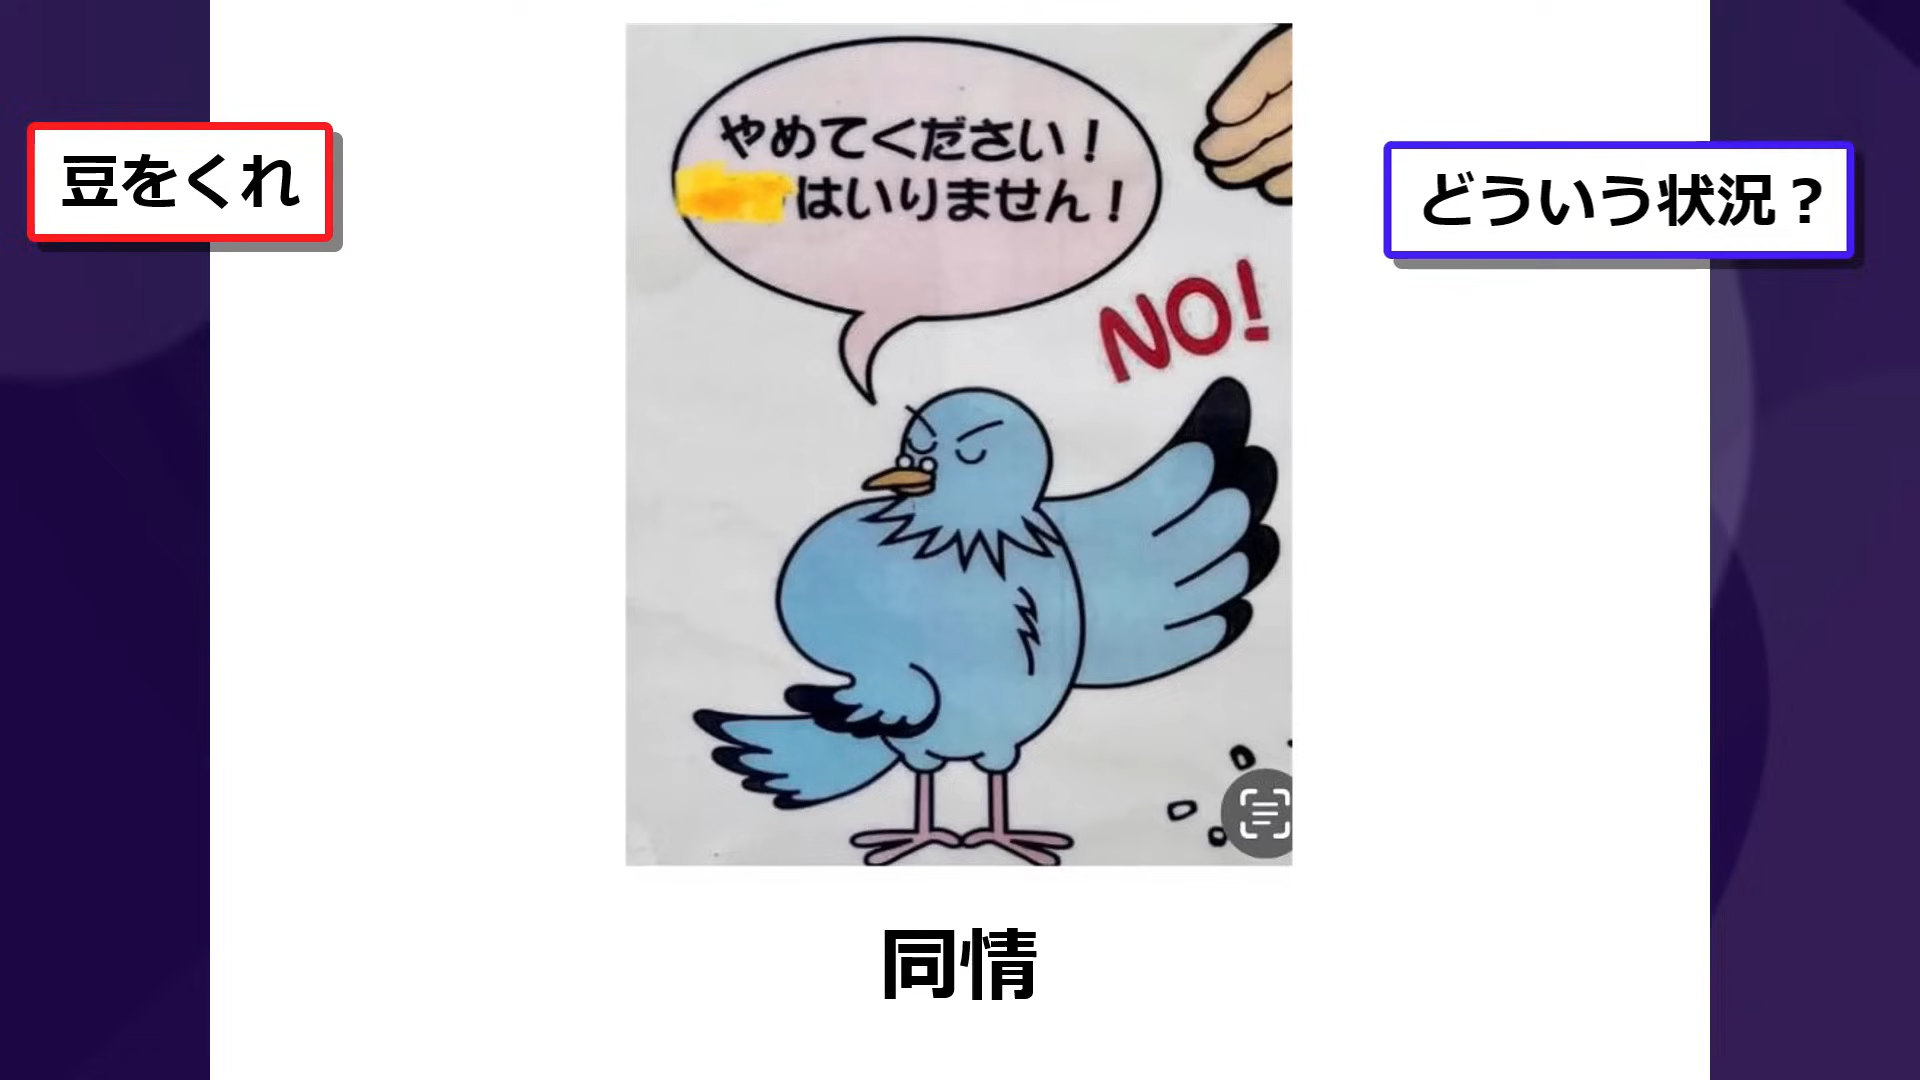 豆をくれ
やめてください！
はいりません！
どういう状況？
NO!
同情